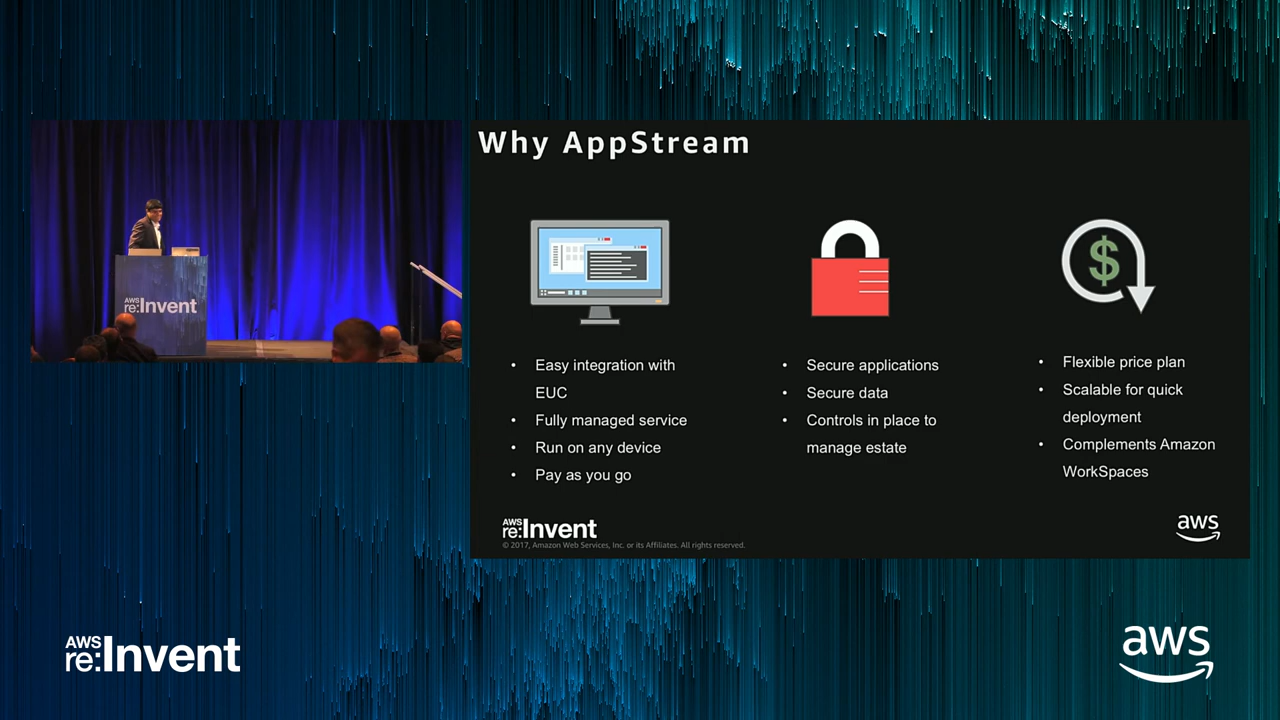 Why AppStream
• Easy integration with
EUC
• Fully managed service
• Run on any device
• Pay as you go
• Secure applications
• Secure data
• Controls in place to
manage estate
• Flexible price plan
• Scalable for quick
deployment
• Complements Amazon
WorkSpaces
AWS
re:Invent
© 2017, Amazon Web Services, Inc. or its Affiliates. All rights reserved.
aws
AWS
re:Invent
AWS
re:Invent
aws